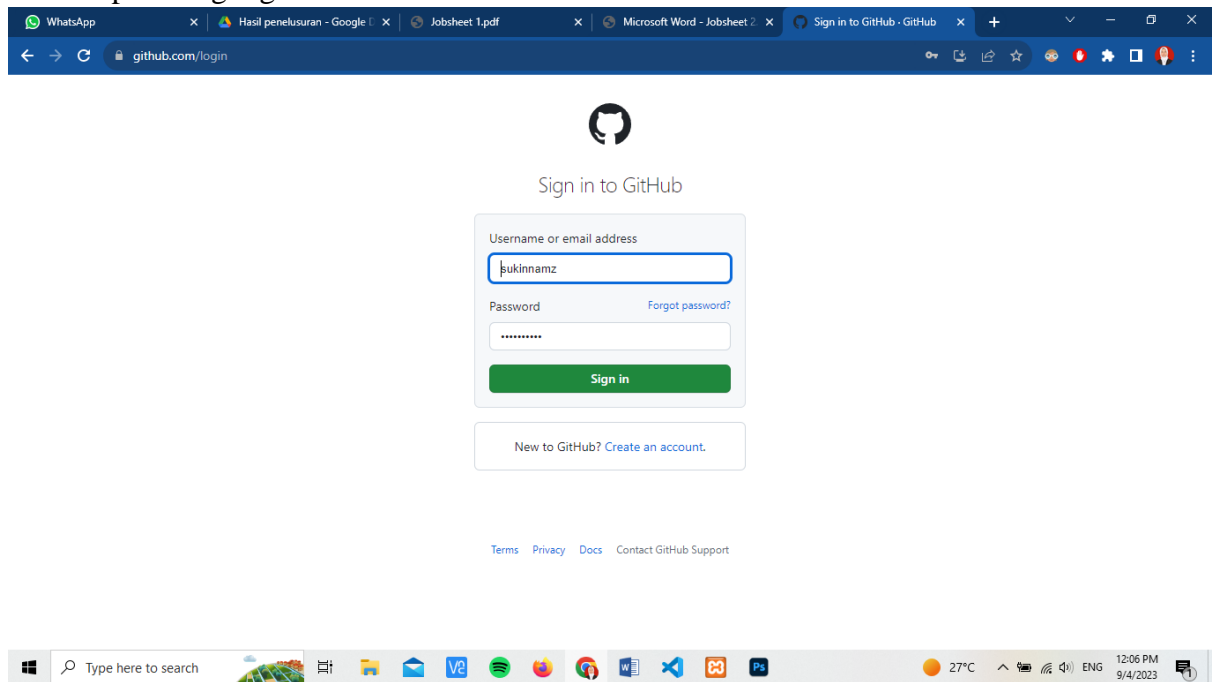 WhatsApp
Hasil penelusuran - Google D
Jobsheet 1.pdf
Microsoft Word - Jobsheet 2
Sign in to GitHub · GitHub
github.com/login
Sign in to GitHub
Username or email address
sukinnamz
Password Forgot password?
••••••••••
Sign in
New to GitHub? Create an account.
Terms Privacy Docs Contact GitHub Support
Type here to search
27°C ENG
12:06 PM
9/4/2023